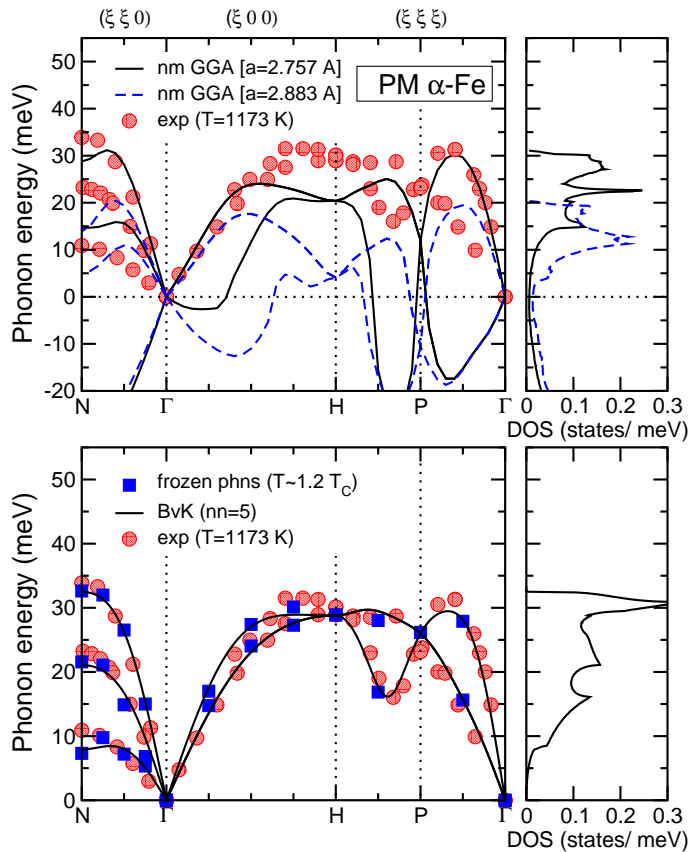 (ξ ξ 0) (ξ 0 0) (ξ ξ ξ)
Phonon energy (meV)
50
40
30
20
10
0
-10
-20
nm GGA [a=2.757 A]
nm GGA [a=2.883 A]
exp (T=1173 K)
PM α-Fe
N Γ H P Γ
0 0.1 0.2 0.3
DOS (states/ meV)
Phonon energy (meV)
50
40
30
20
10
0
frozen phns (T~1.2 T_C)
BvK (nn=5)
exp (T=1173 K)
N Γ H P Γ
0 0.1 0.2 0.3
DOS (states/ meV)